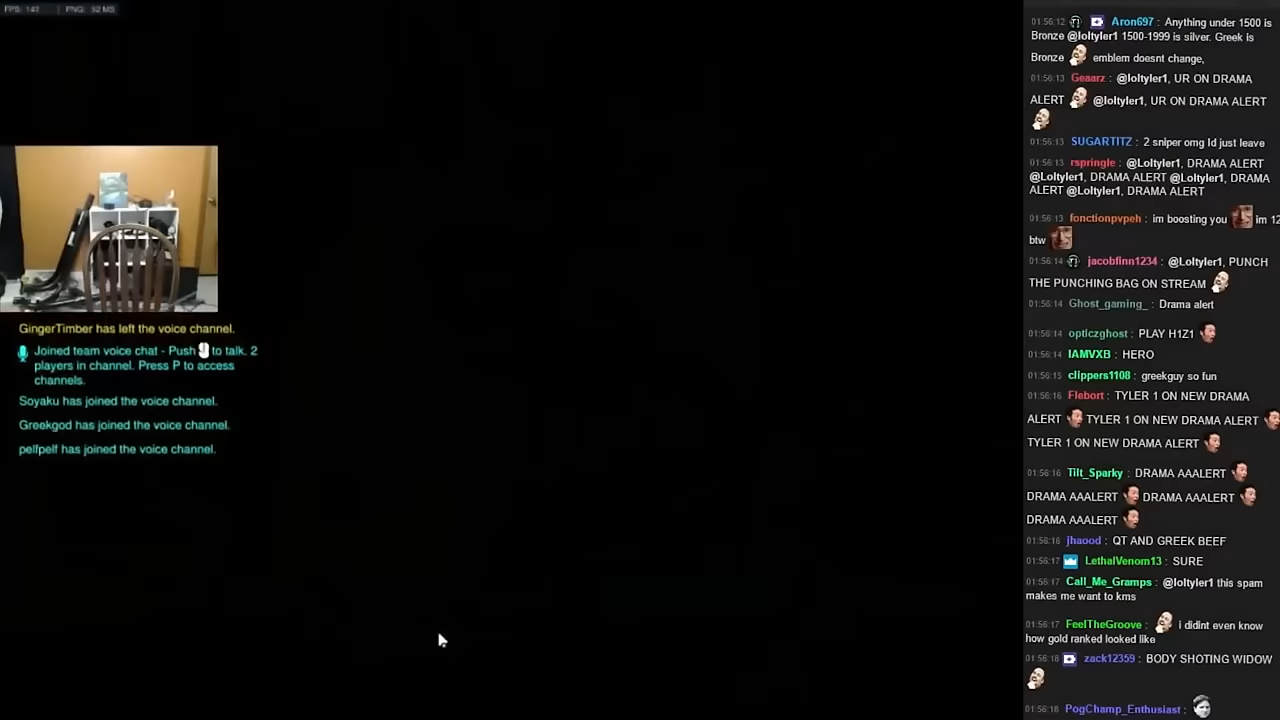 FPS: 143 | PNG: 92 MS
GingerTimber has left the voice channel.
Joined team voice chat - Push to talk. 2
players in channel. Press P to access
channels.
Soyaku has joined the voice channel.
Greekgod has joined the voice channel.
pelfpelf has joined the voice channel.
01:56:12 Aron697 : Anything under 1500 is
Bronze @loltyler1 1500-1999 is silver. Greek is
Bronze emblem doesnt change,
01:56:13 Geaarz : @loltyler1, UR ON DRAMA
ALERT @loltyler1, UR ON DRAMA ALERT
01:56:13 SUGARTITZ : 2 sniper omg Id just leave
01:56:13 rspringle : @Loltyler1, DRAMA ALERT
@Loltyler1, DRAMA ALERT @Loltyler1, DRAMA
ALERT @Loltyler1, DRAMA ALERT
01:56:13 fonctionpvpeh : im boosting you im 12
btw
01:56:14 jacobfinn1234 : @Loltyler1, PUNCH
THE PUNCHING BAG ON STREAM
01:56:14 Ghost_gaming_ : Drama alert
01:56:14 opticzghost : PLAY H1Z1
01:56:14 IAMVXB : HERO
01:56:15 clippers1108 : greekguy so fun
01:56:16 Flebort : TYLER 1 ON NEW DRAMA
ALERT TYLER 1 ON NEW DRAMA ALERT
TYLER 1 ON NEW DRAMA ALERT
01:56:16 Tilt_Sparky : DRAMA AAALERT
DRAMA AAALERT DRAMA AAALERT
DRAMA AAALERT
01:56:16 jhaood : QT AND GREEK BEEF
01:56:17 LethalVenom13 : SURE
01:56:17 Call_Me_Gramps : @loltyler1 this spam
makes me want to kms
01:56:17 FeelTheGroove : i didint even know
how gold ranked looked like
01:56:18 zack12359 : BODY SHOTING WIDOW
01:56:18 PogChamp_Enthusiast :